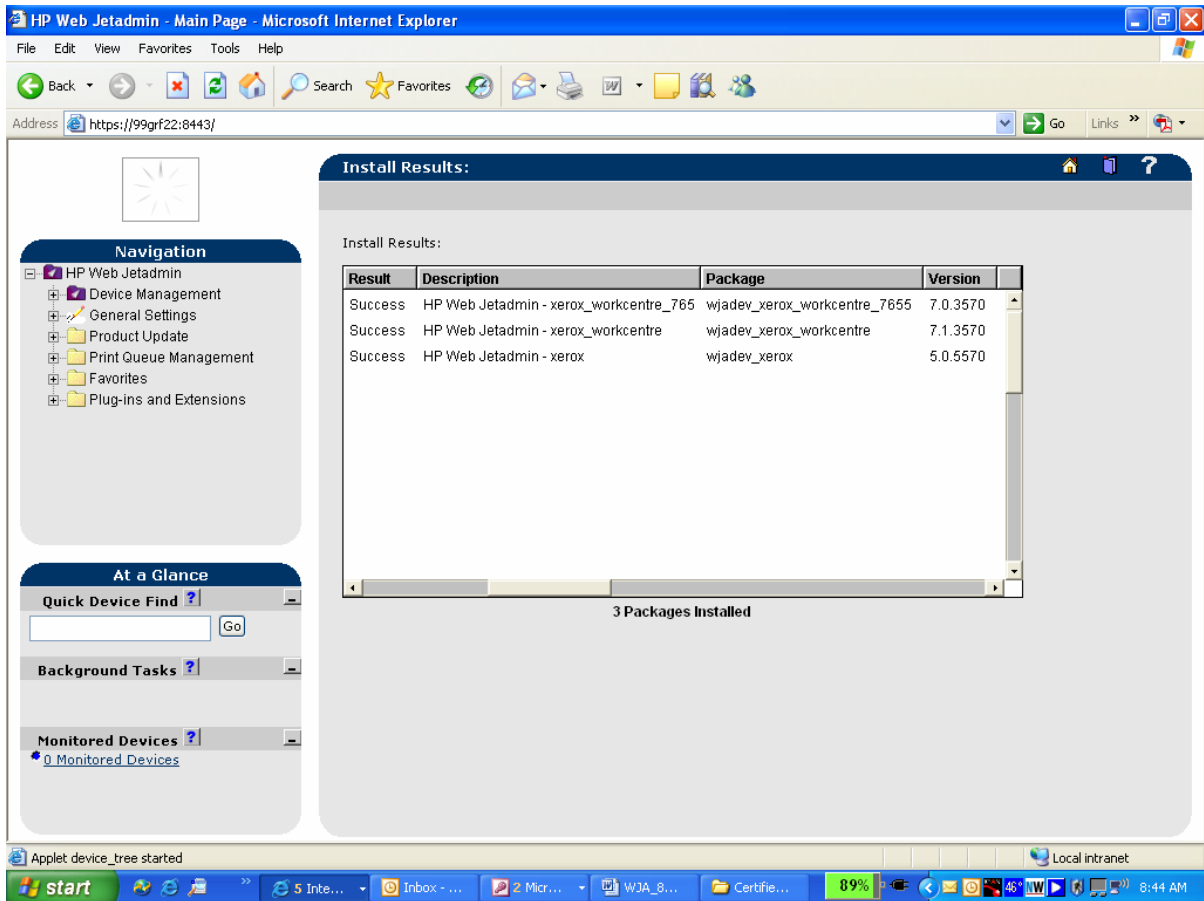 HP Web Jetadmin - Main Page - Microsoft Internet Explorer
File Edit View Favorites Tools Help
Back Search Favorites
Address https://99grf22:8443/ Go Links »
Install Results: ?
Navigation
HP Web Jetadmin
Device Management
General Settings
Product Update
Print Queue Management
Favorites
Plug-ins and Extensions
Install Results:
Result Description Package Version
Success HP Web Jetadmin - xerox_workcentre_765 wjadev_xerox_workcentre_7655 7.0.3570
Success HP Web Jetadmin - xerox_workcentre wjadev_xerox_workcentre 7.1.3570
Success HP Web Jetadmin - xerox wjadev_xerox 5.0.5570
3 Packages Installed
At a Glance
Quick Device Find ?
Go
Background Tasks ?
Monitored Devices ?
0 Monitored Devices
Applet device_tree started Local intranet
start » 5 Inte... Inbox - ... 2 Micr... WJA_8... Certifie... 89% 46° NW 8:44 AM